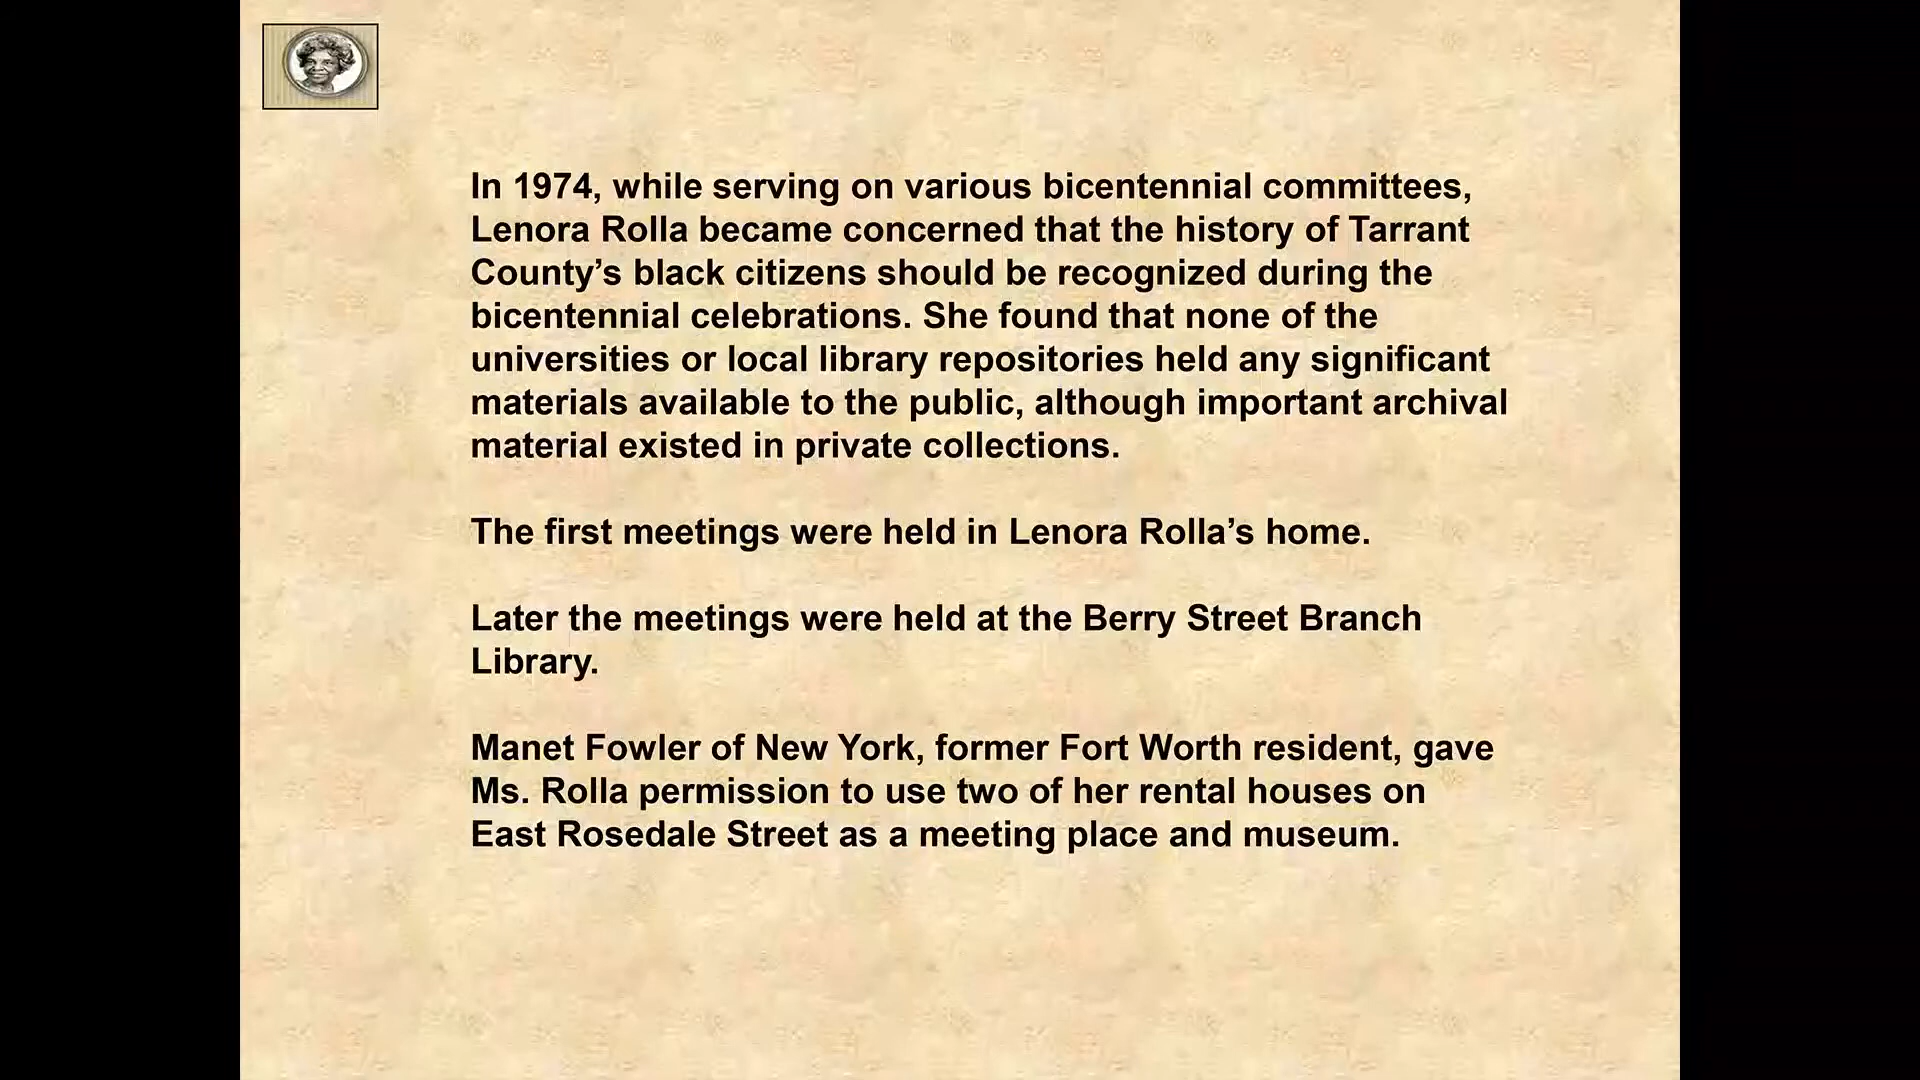 In 1974, while serving on various bicentennial committees,
Lenora Rolla became concerned that the history of Tarrant
County’s black citizens should be recognized during the
bicentennial celebrations. She found that none of the
universities or local library repositories held any significant
materials available to the public, although important archival
material existed in private collections.
The first meetings were held in Lenora Rolla’s home.
Later the meetings were held at the Berry Street Branch
Library.
Manet Fowler of New York, former Fort Worth resident, gave
Ms. Rolla permission to use two of her rental houses on
East Rosedale Street as a meeting place and museum.